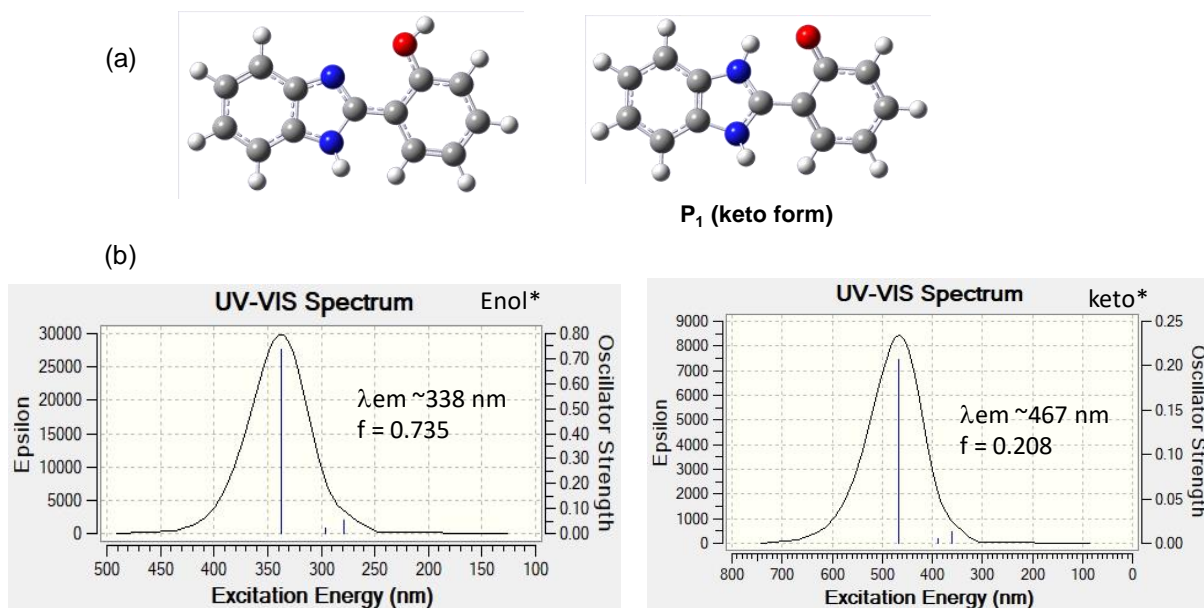 (a)
P₁ (keto form)
(b)
UV-VIS Spectrum
Enol*
Epsilon
30000
25000
20000
15000
10000
5000
0
λem ~338 nm
f = 0.735
0.80
0.70
0.60
0.50
0.40
0.30
0.20
0.10
0.00
Oscillator Strength
500 450 400 350 300 250 200 150 100
Excitation Energy (nm)
UV-VIS Spectrum
keto*
Epsilon
9000
8000
7000
6000
5000
4000
3000
2000
1000
0
λem ~467 nm
f = 0.208
0.25
0.20
0.15
0.10
0.05
0.00
Oscillator Strength
800 700 600 500 400 300 200 100 0
Excitation Energy (nm)